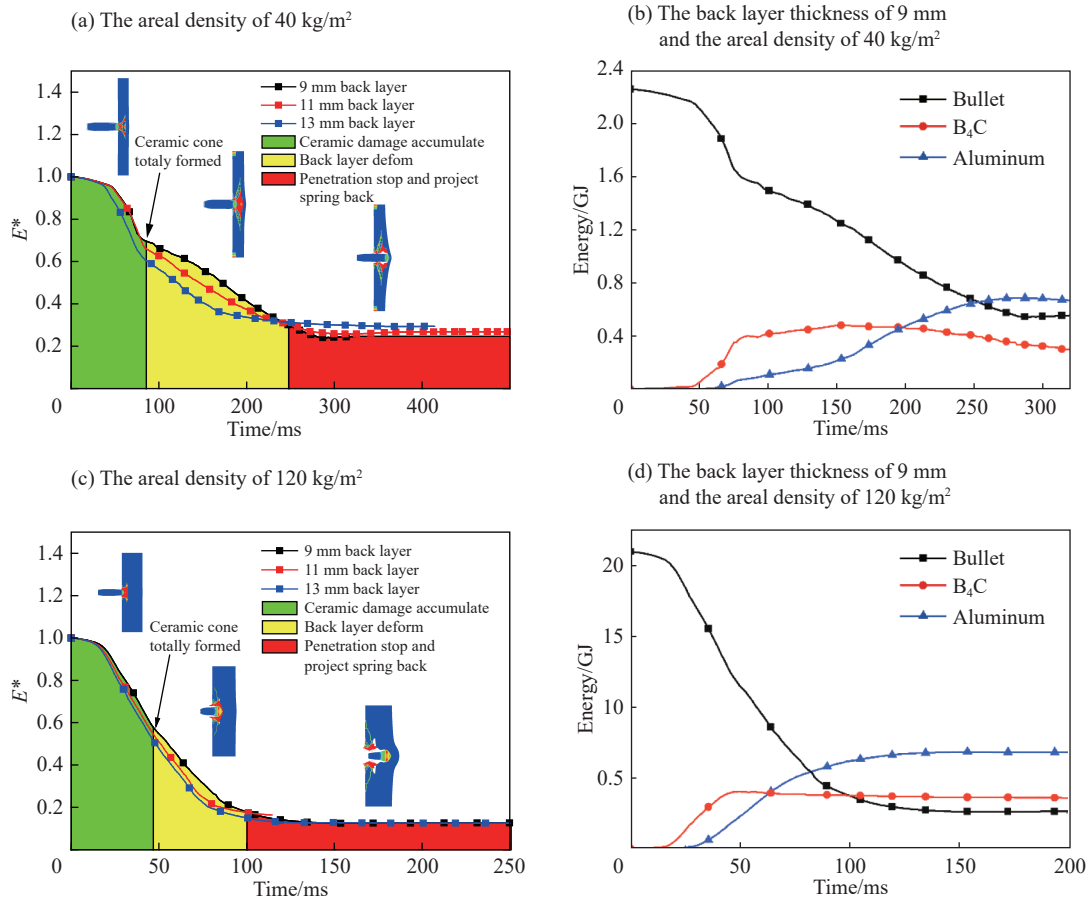 (a) The areal density of 40 kg/m²
1.4
1.2
1.0
0.8
0.6
0.4
0.2
0
100
200
300
400
E*
Time/ms
9 mm back layer
11 mm back layer
13 mm back layer
Ceramic damage accumulate
Back layer defom
Penetration stop and project
spring back
Ceramic cone
totaly formed
(b) The back layer thickness of 9 mm
and the areal density of 40 kg/m²
2.4
2.0
1.6
1.2
0.8
0.4
0
50
100
150
200
250
300
Energy/GJ
Time/ms
Bullet
B₄C
Aluminum
(c) The areal density of 120 kg/m²
1.4
1.2
1.0
0.8
0.6
0.4
0.2
0
50
100
150
200
250
E*
Time/ms
9 mm back layer
11 mm back layer
13 mm back layer
Ceramic damage accumulate
Back layer deform
Penetration stop and
project spring back
Ceramic cone
totally formed
(d) The back layer thickness of 9 mm
and the areal density of 120 kg/m²
20
15
10
0.5
0
50
100
150
200
Energy/GJ
Time/ms
Bullet
B₄C
Aluminum